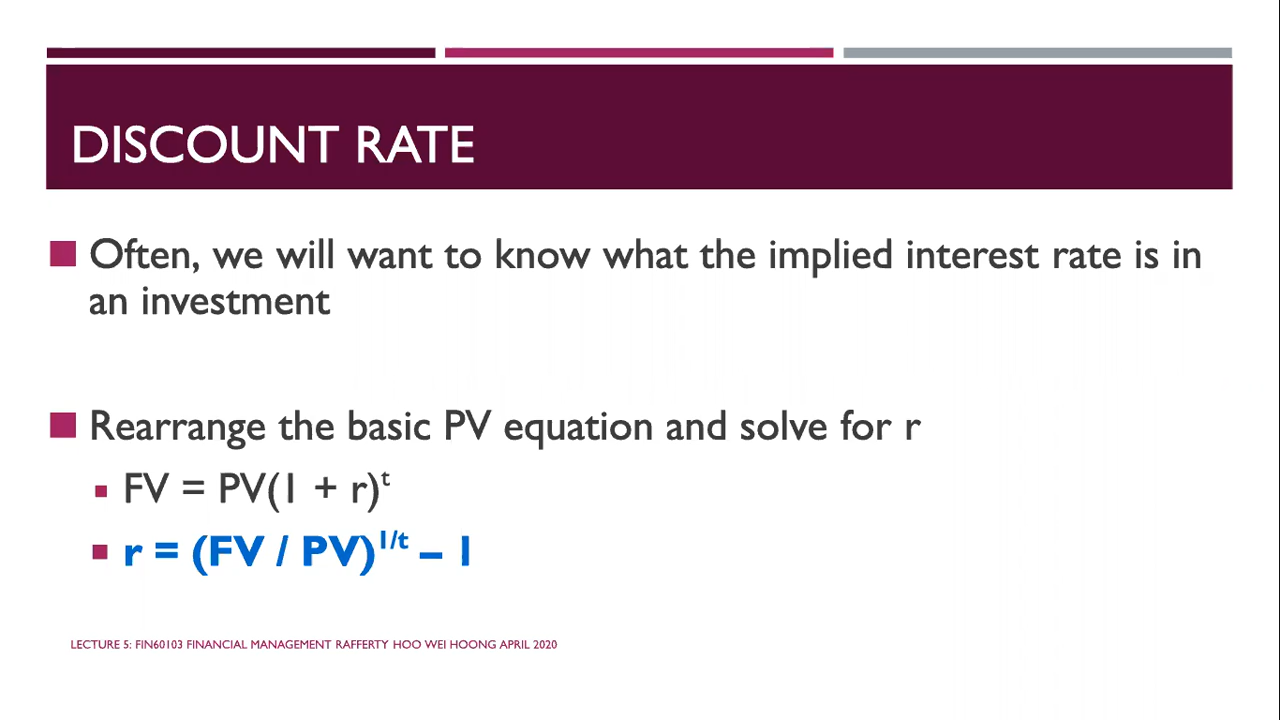 DISCOUNT RATE
Often, we will want to know what the implied interest rate is in
an investment
Rearrange the basic PV equation and solve for r
FV = PV(1 + r)ᵗ
r = (FV / PV)¹/ᵗ – 1
LECTURE 5: FIN60103 FINANCIAL MANAGEMENT RAFFERTY HOO WEI HOONG APRIL 2020